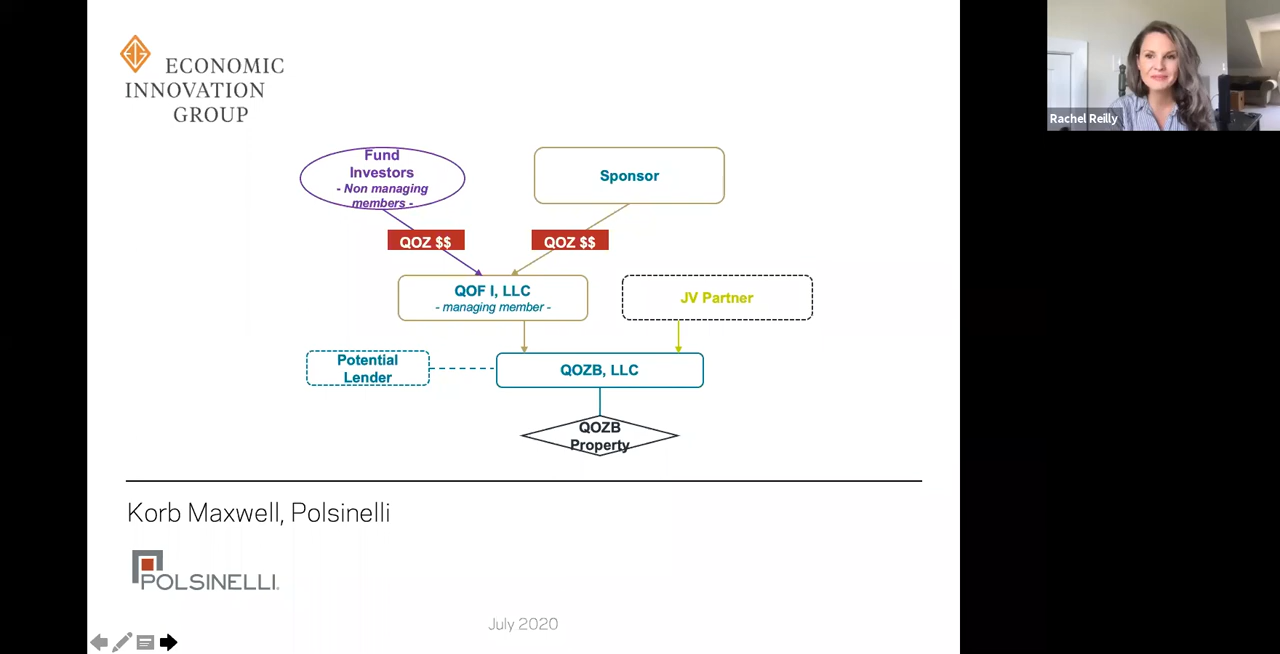 ECONOMIC
INNOVATION
GROUP
Rachel Reilly
Fund
Investors
- Non managing
members -
Sponsor
QOZ $$
QOZ $$
QOF I, LLC
- managing member -
JV Partner
Potential
Lender
QOZB, LLC
QOZB
Property
Korb Maxwell, Polsinelli
POLSINELLI
July 2020